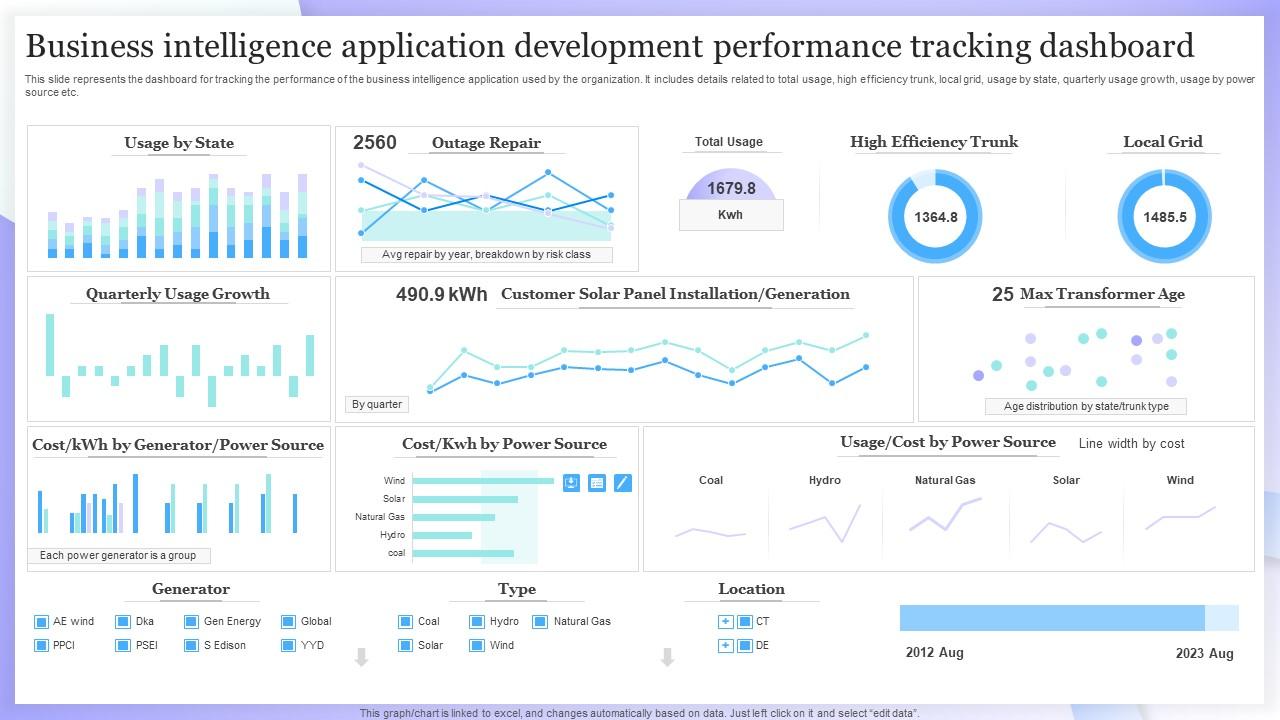 Business intelligence application development performance tracking dashboard
This slide represents the dashboard for tracking the performance of the business intelligence application used by the organization. It includes details related to total usage, high efficiency trunk, local grid, usage by state, quarterly usage growth, usage by power
source etc.
Usage by State
2560 Outage Repair
Avg repair by year, breakdown by risk class
Total Usage
1679.8
Kwh
High Efficiency Trunk
1364.8
Local Grid
1485.5
Quarterly Usage Growth
490.9 kWh Customer Solar Panel Installation/Generation
By quarter
25 Max Transformer Age
Age distribution by state/trunk type
Cost/kWh by Generator/Power Source
Each power generator is a group
Cost/Kwh by Power Source
Wind
Solar
Natural Gas
Hydro
coal
Usage/Cost by Power Source Line width by cost
Coal Hydro Natural Gas Solar Wind
Generator
AE wind Dka Gen Energy Global
PPCI PSEI S Edison YYD
Type
Coal Hydro Natural Gas
Solar Wind
Location
CT
DE
2012 Aug 2023 Aug
This graph/chart is linked to excel, and changes automatically based on data. Just left click on it and select “edit data”.